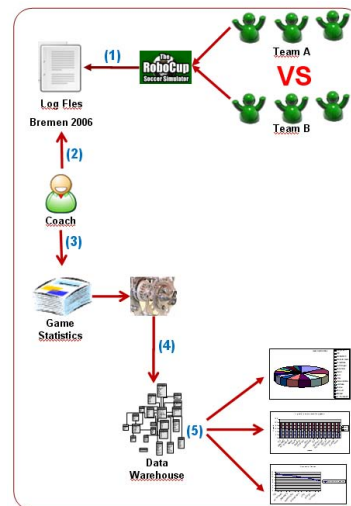 Team A
VS
Team B
The
RoboCup
Soccer Simulator
(1)
Log Files
Bremen 2006
(2)
Coach
(3)
Game
Statistics
(4)
(5)
Data
Warehouse